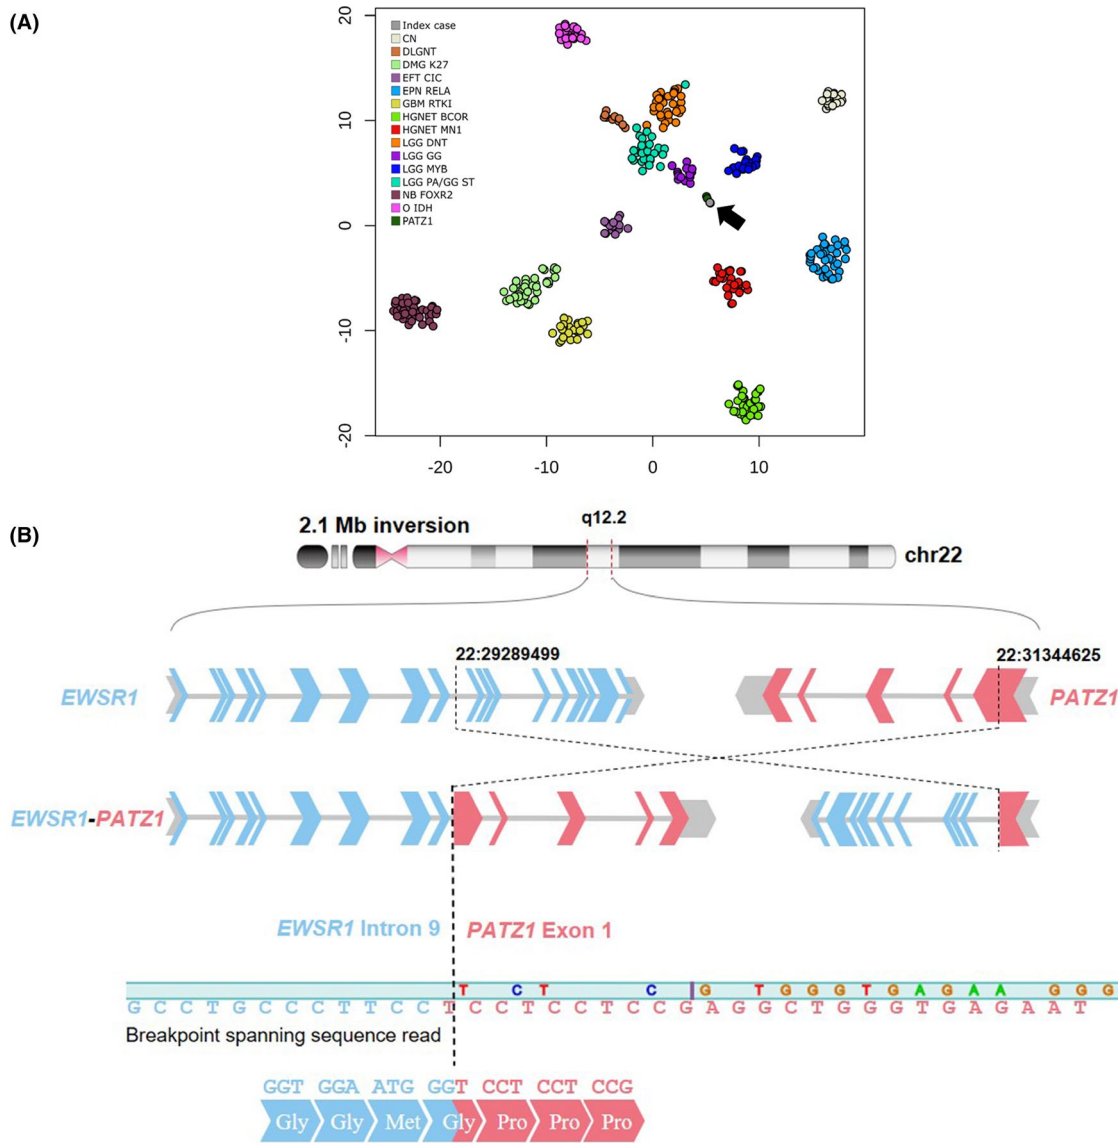 (A)
20
10
0
-10
-20
-20
-10
0
10
Index case
CN
DLGNT
DMG K27
EFT CIC
EPN RELA
GBM RTKI
HGNET BCOR
HGNET MN1
LGG DNT
LGG GG
LGG MYB
LGG PA/GG ST
NB FOXR2
O IDH
PATZ1
(B)
2.1 Mb inversion
q12.2
chr22
22:29289499
22:31344625
EWSR1
PATZ1
EWSR1-PATZ1
EWSR1 Intron 9
PATZ1 Exon 1
T C T C G T G G G T G A G A A G G G
G C C T G C C C T T C C T C C T C C T C C G A G G C T G G G T G A G A A T
Breakpoint spanning sequence read
GGT GGA ATG GGT CCT CCT CCG
Gly Gly Met Gly Pro Pro Pro